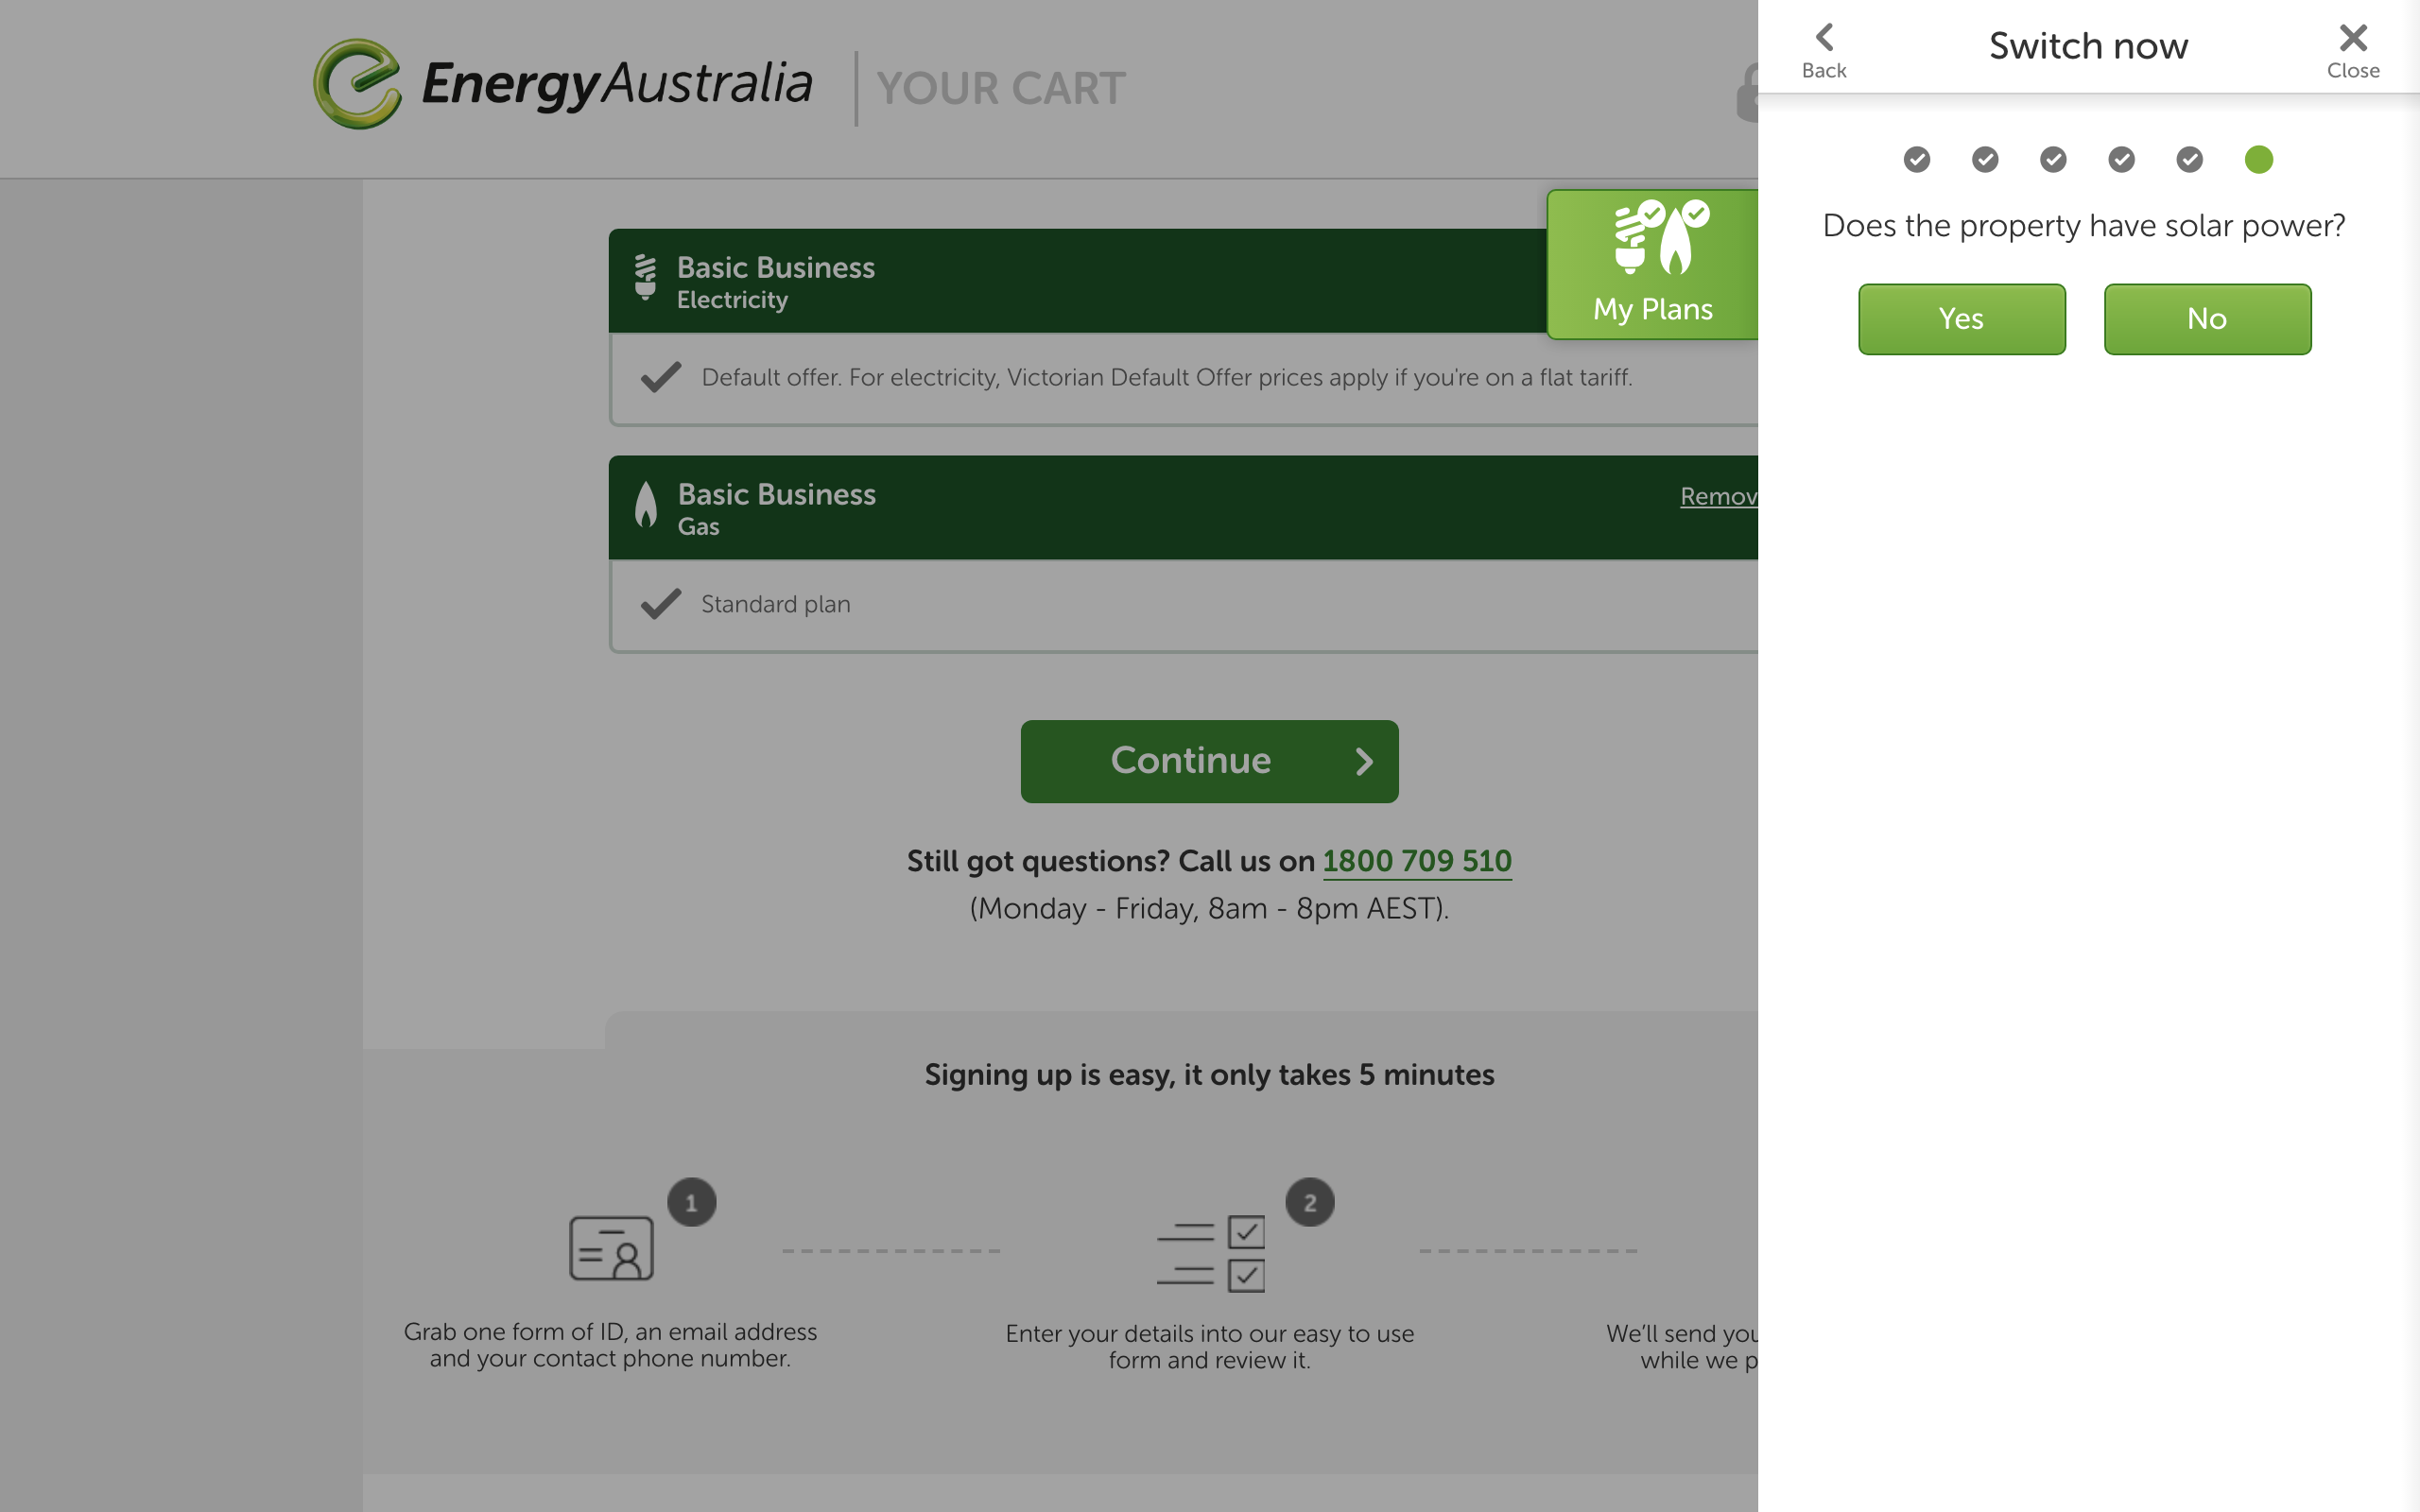 EnergyAustralia
YOUR CART
Basic Business
Electricity
Default offer. For electricity, Victorian Default Offer prices apply if you're on a flat tariff.
My Plans
Basic Business
Gas
Remov
Standard plan
Continue
Still got questions? Call us on 1800 709 510
(Monday - Friday, 8am - 8pm AEST).
Signing up is easy, it only takes 5 minutes
1
Grab one form of ID, an email address
and your contact phone number.
2
Enter your details into our easy to use
form and review it.
We'll send you
while we p
Back
Switch now
Close
Does the property have solar power?
Yes
No